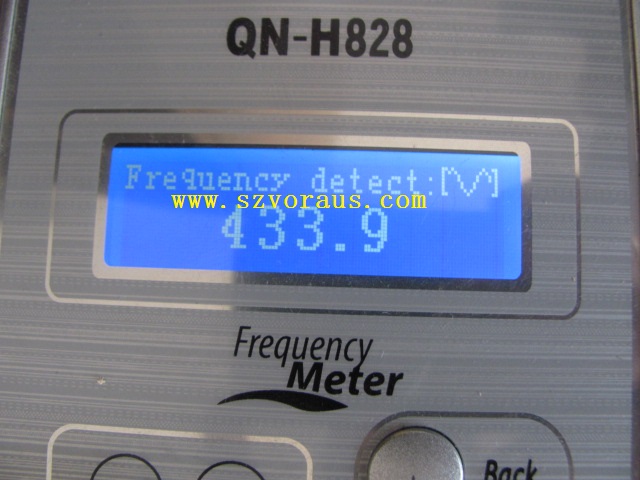 QN-H828
Frequency detect:[
www.szvoraus.com
433.9
Frequency
Meter
Back